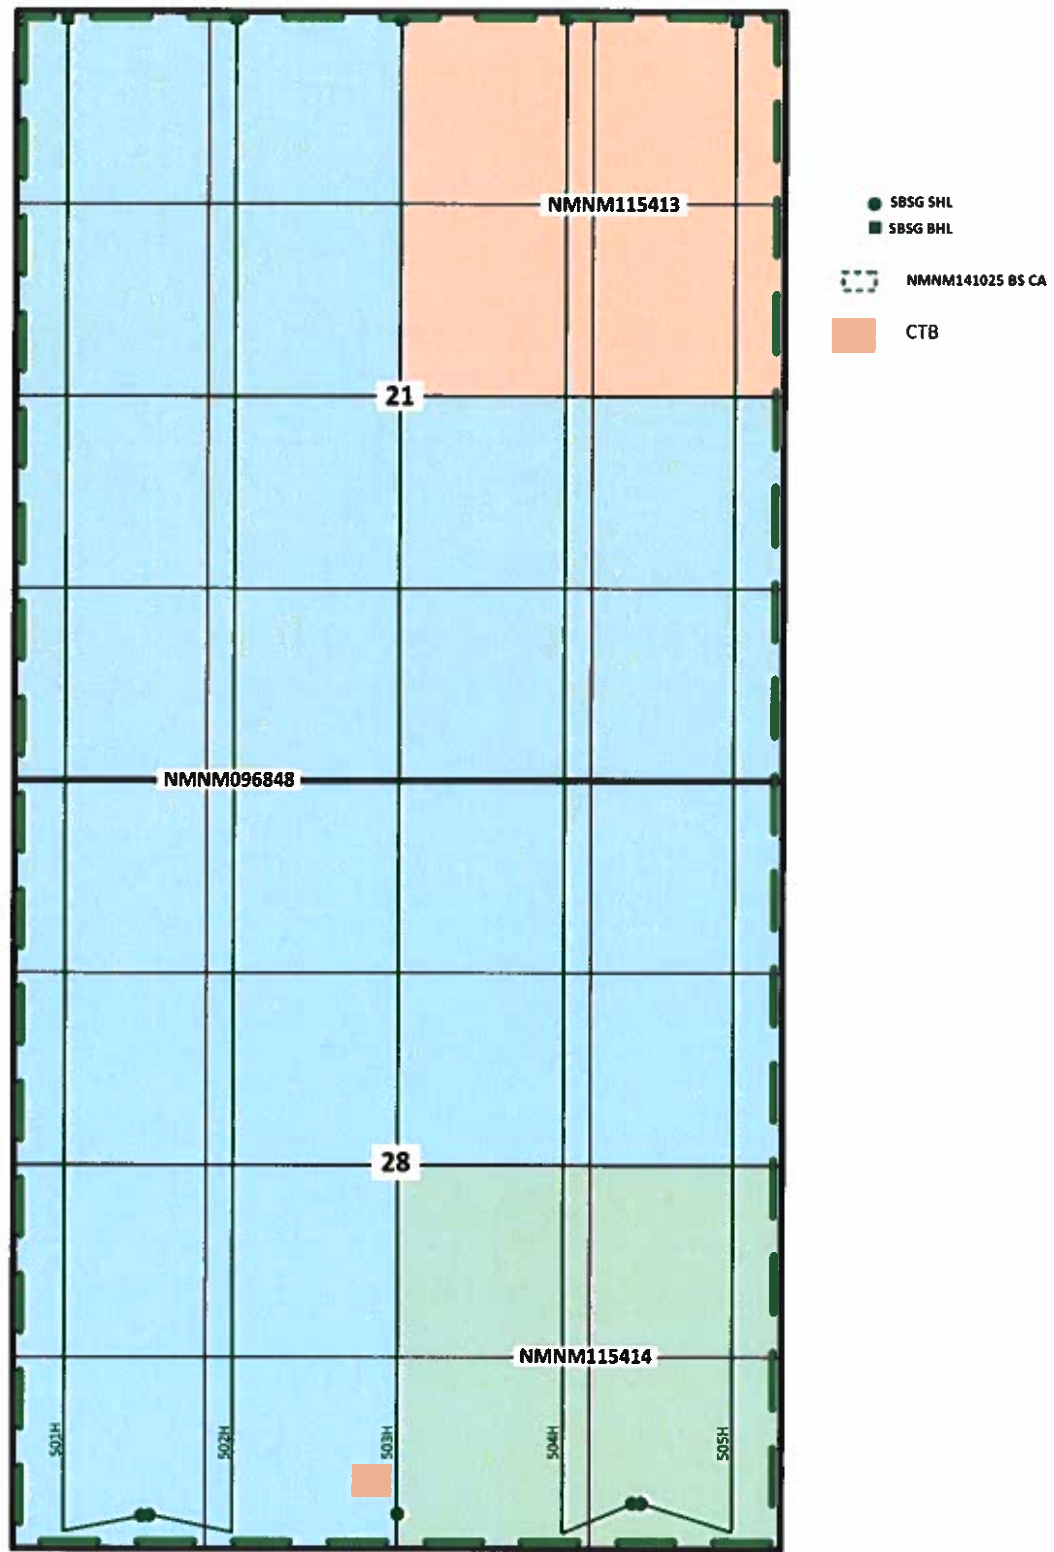 NMNM115413
SBSG SHL
SBSG BHL
NMNM141025 BS CA
CTB
21
NMNM096848
28
NMNM115414
501H
502H
503H
504H
505H